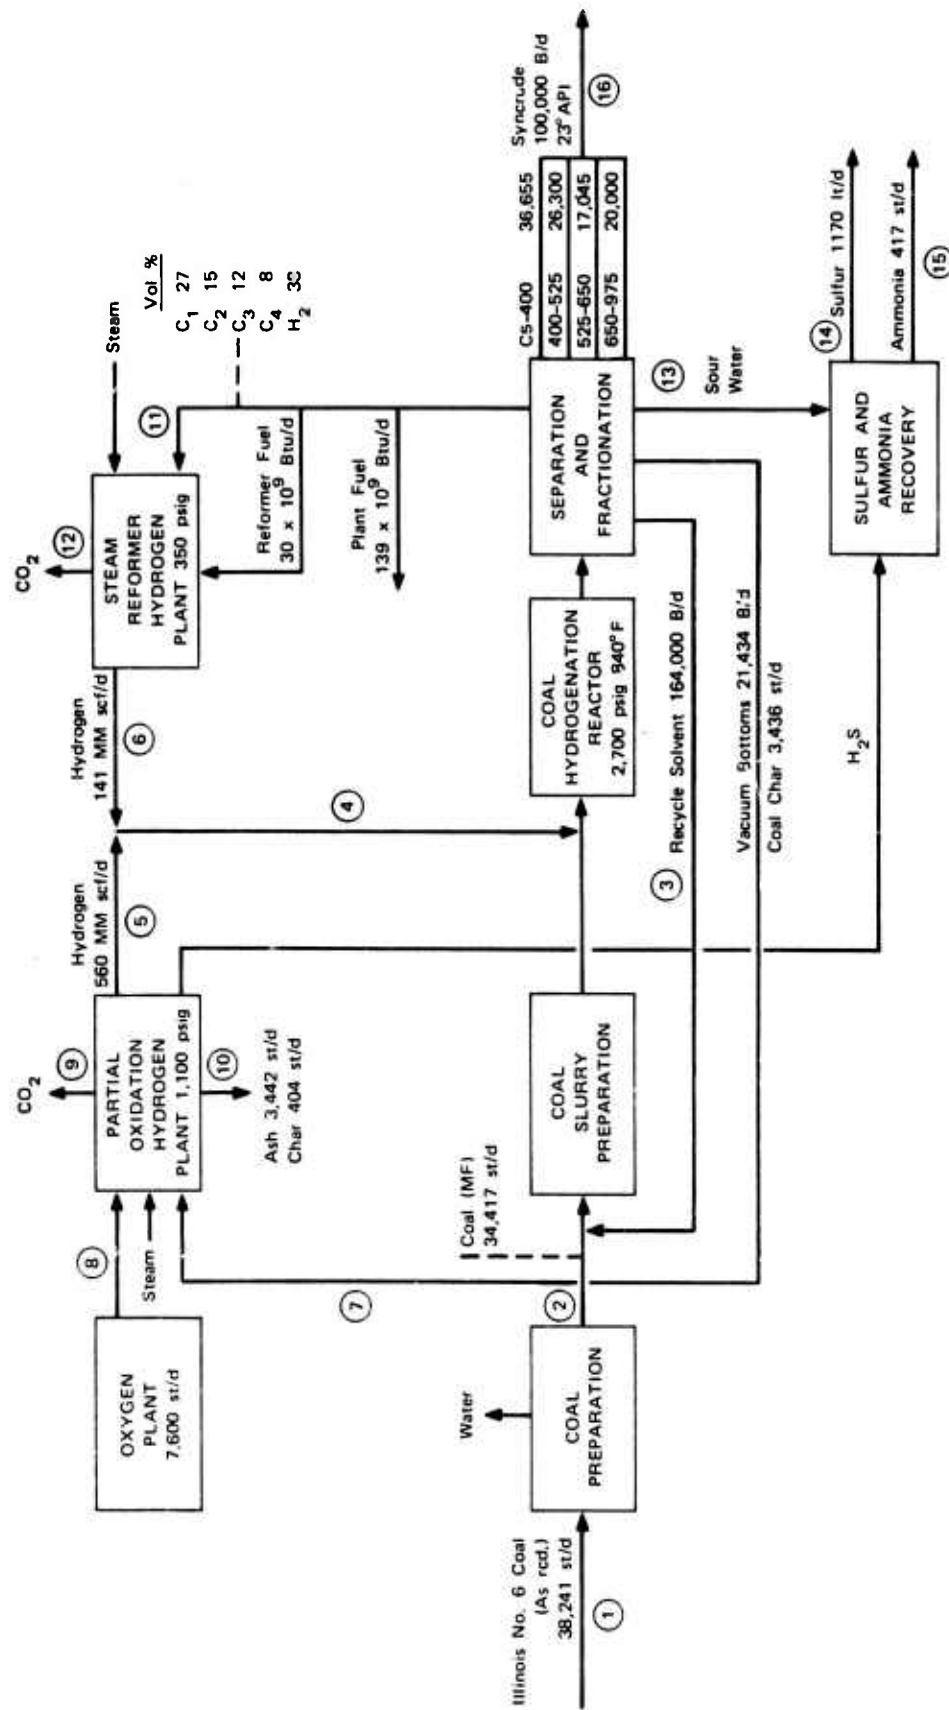 OXYGEN
PLANT
7,600 st/d
8
Steam
CO2
9
PARTIAL
OXIDATION
HYDROGEN
PLANT 1,100 psig
10
Ash 3,442 st/d
Char 404 st/d
Hydrogen
560 MM scf/d
5
Hydrogen
141 MM scf/d
6
4
CO2
12
STEAM
REFORMER
HYDROGEN
PLANT 350 psig
Steam
11
Vol %
C1 27
C2 15
C3 12
C4 8
H2
Reformer Fuel
30 x 10^9 Btu/d
Plant Fuel
139 x 10^9 Btu/d
7
Illinois No. 6 Coal
(As rcd.)
38,241 st/d
1
Water
COAL
PREPARATION
2
Coal (MF)
34,417 st/d
COAL
SLURRY
PREPARATION
COAL
HYDROGENATION
REACTOR
2,700 psig 840°F
SEPARATION
AND
FRACTIONATION
C5-400 36,655
400-525 26,300
525-650 17,045
650-975 20,000
Syncrude
100,000 B/d
23° API
16
3
Recycle Solvent 164,000 B/d
Vacuum Bottoms 21,434 B/d
Coal Char 3,436 st/d
13
Sour
Water
H2S
SULFUR AND
AMMONIA
RECOVERY
14
Sulfur 1170 lt/d
Ammonia 417 st/d
15